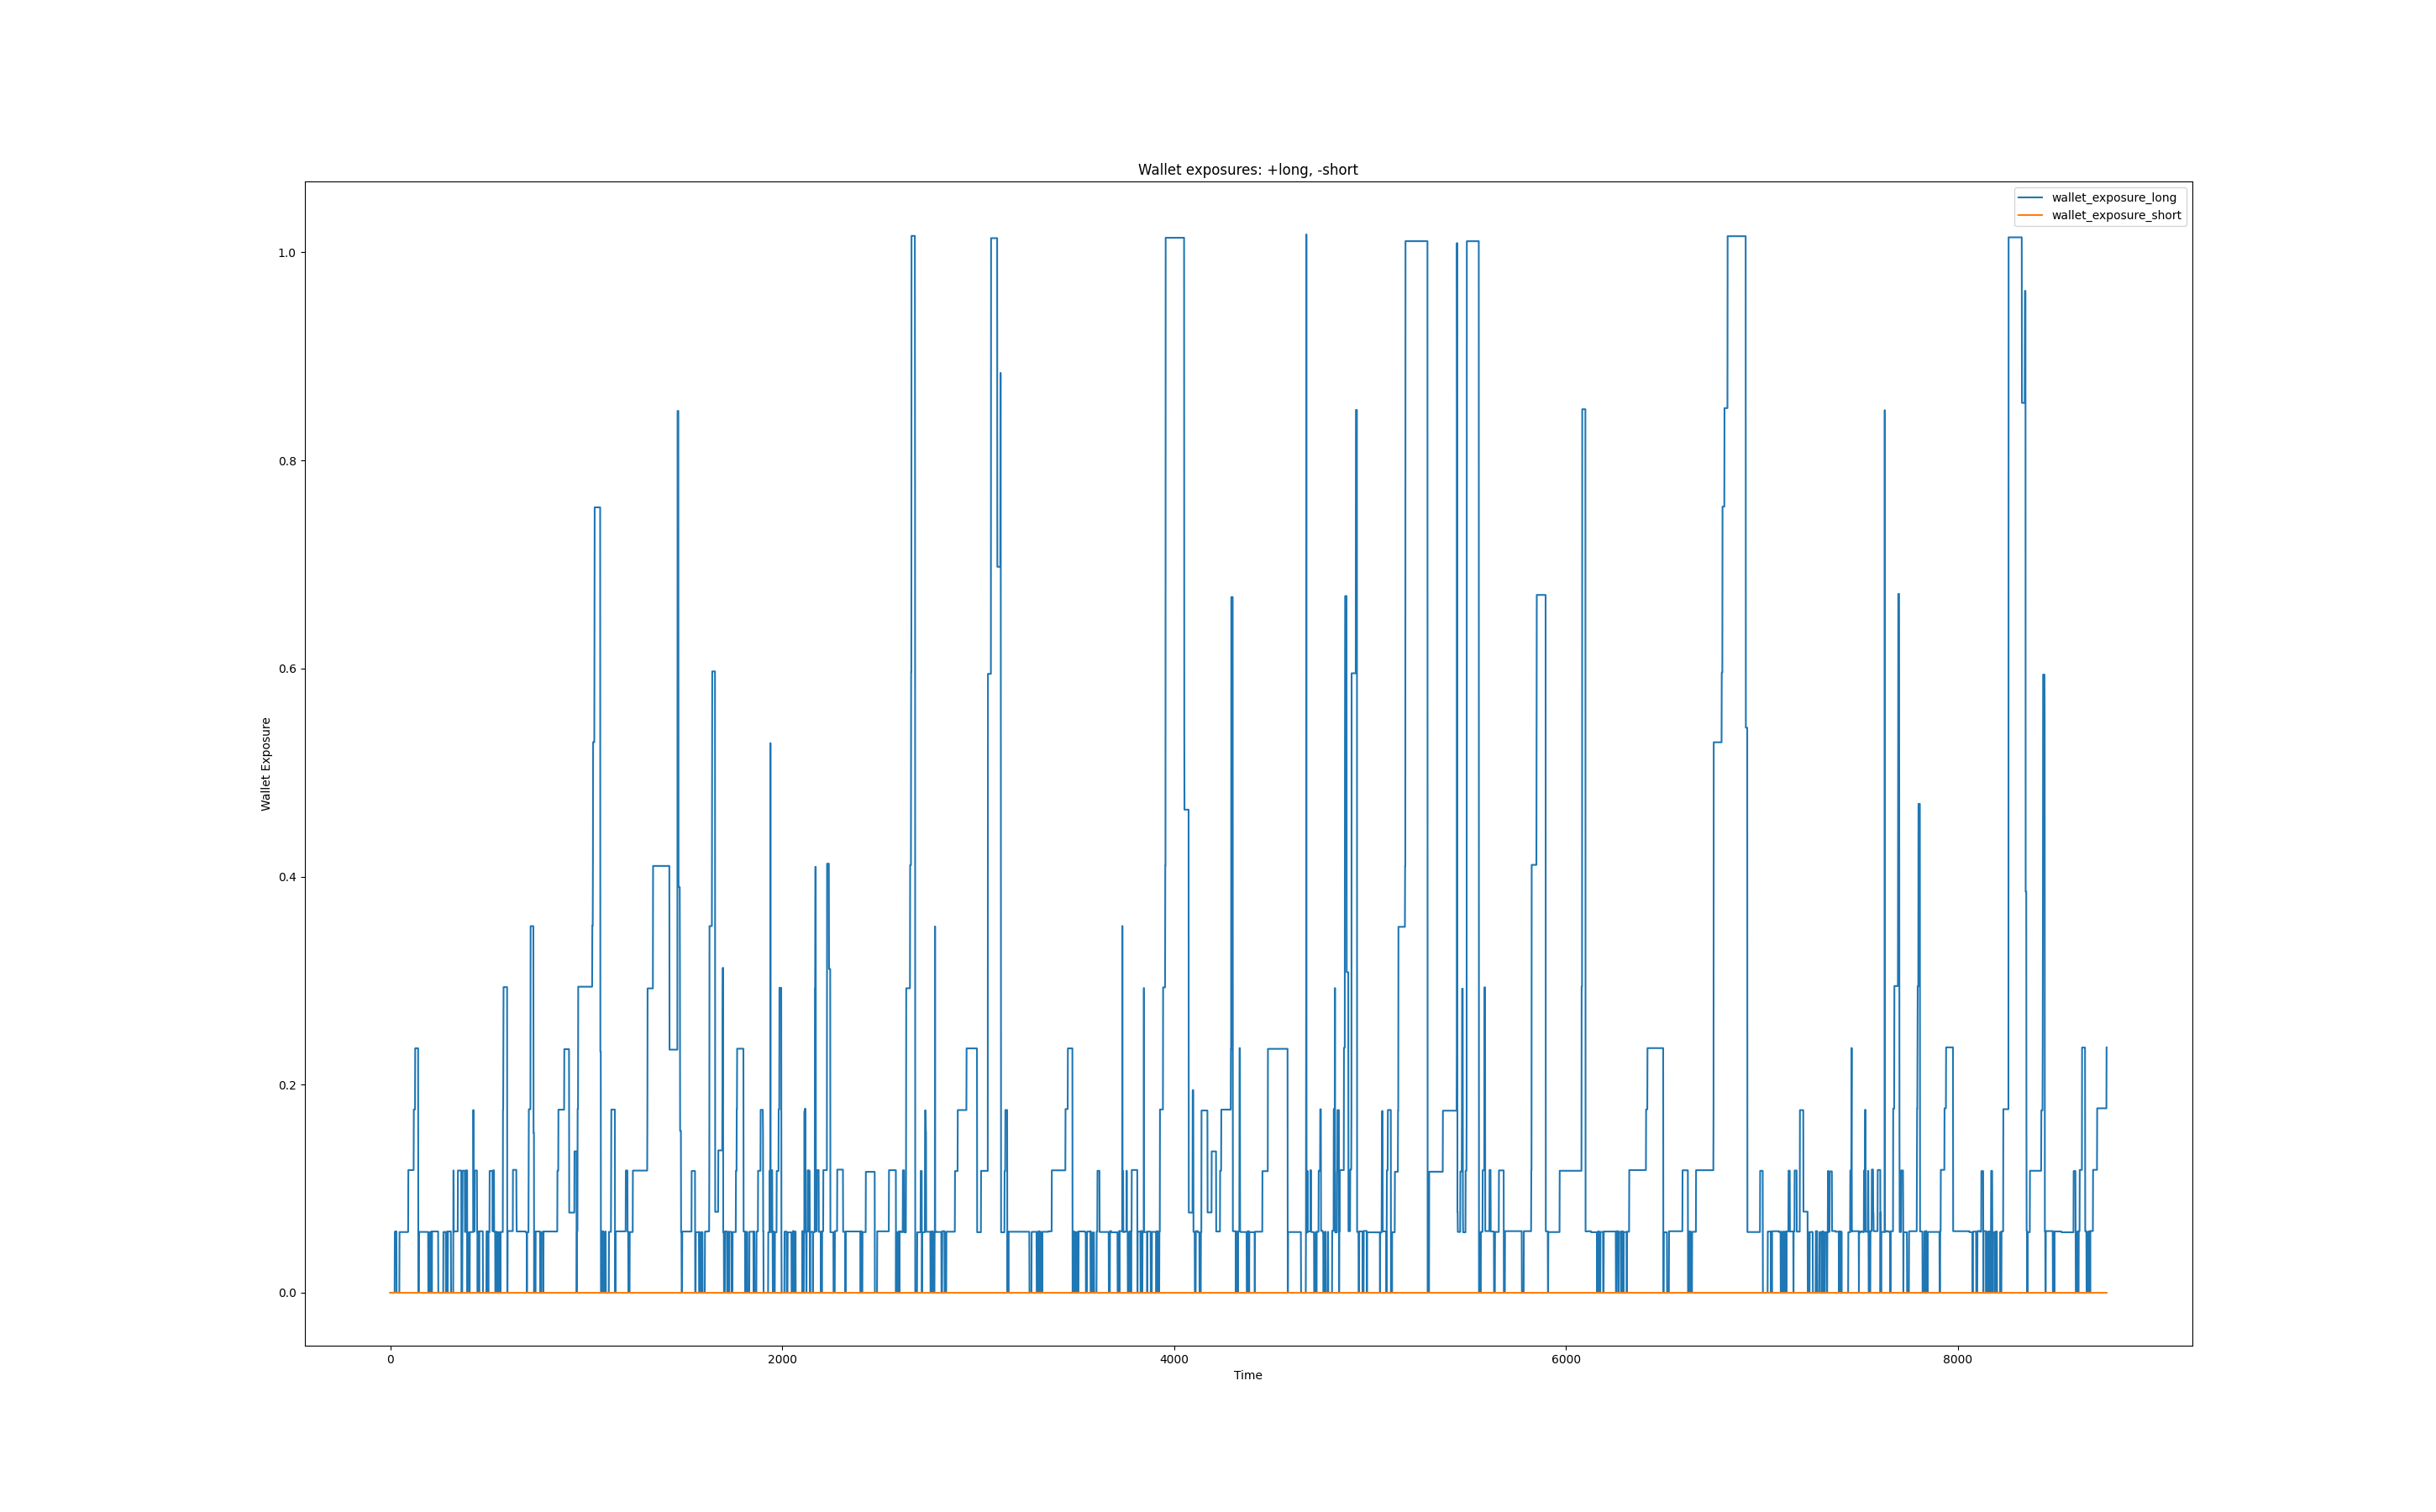 Wallet exposures: +long, -short
wallet_exposure_long
wallet_exposure_short
1.0
0.8
0.6
0.4
0.2
0.0
Wallet Exposure
0 2000 4000 6000 8000
Time